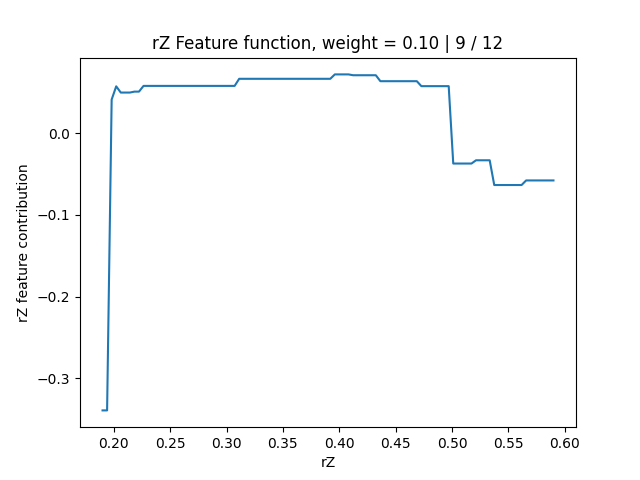 rZ Feature function, weight = 0.10 | 9 / 12
rZ feature contribution
0.0
−0.1
−0.2
−0.3
0.20 0.25 0.30 0.35 0.40 0.45 0.50 0.55 0.60
rZ